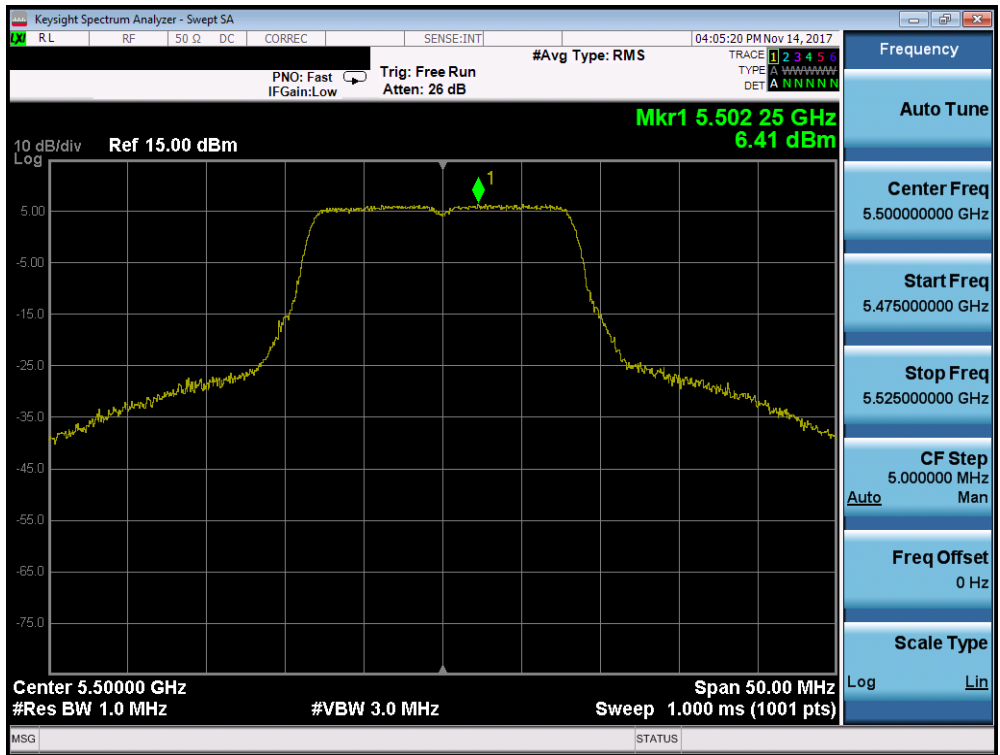 Keysight Spectrum Analyzer - Swept SA
LXI RL RF 50 Ω DC CORREC SENSE:INT 04:05:20 PM Nov 14, 2017
#Avg Type: RMS TRACE 1 2 3 4 5 6
PNO: Fast Trig: Free Run TYPE A WWWWW
IFGain:Low Atten: 26 dB DET A N N N N N
Mkr1 5.502 25 GHz
6.41 dBm
10 dB/div Ref 15.00 dBm
Log
1
5.00
-5.00
-15.0
-25.0
-35.0
-45.0
-55.0
-65.0
-75.0
Center 5.50000 GHz Span 50.00 MHz
#Res BW 1.0 MHz #VBW 3.0 MHz Sweep 1.000 ms (1001 pts)
MSG STATUS
Frequency
Auto Tune
Center Freq
5.500000000 GHz
Start Freq
5.475000000 GHz
Stop Freq
5.525000000 GHz
CF Step
5.000000 MHz
Auto Man
Freq Offset
0 Hz
Scale Type
Log Lin